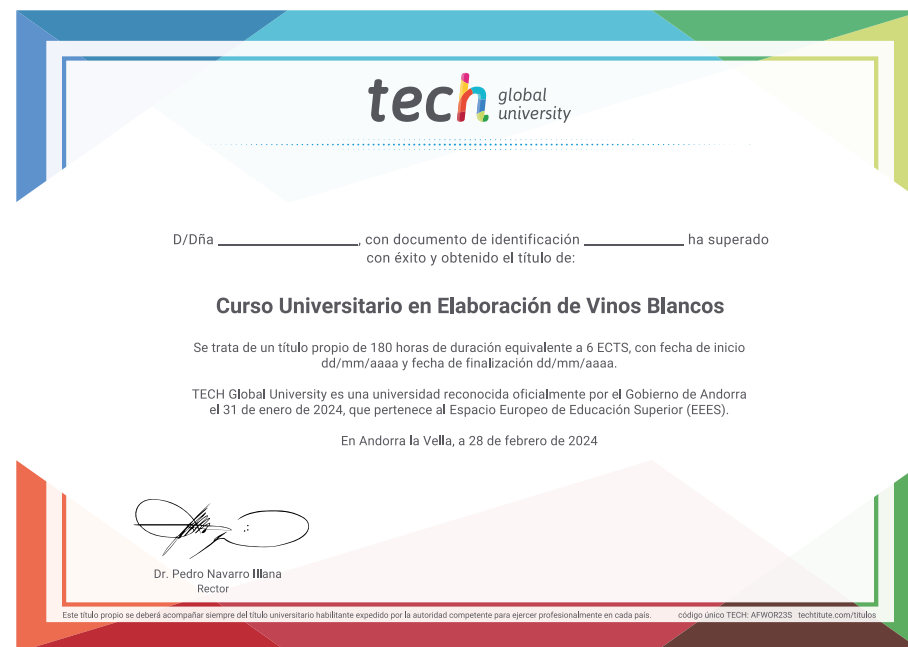 tech global
university
D/Dña ____________________, con documento de identificación ______________ ha superado
con éxito y obtenido el título de:
Curso Universitario en Elaboración de Vinos Blancos
Se trata de un título propio de 180 horas de duración equivalente a 6 ECTS, con fecha de inicio
dd/mm/aaaa y fecha de finalización dd/mm/aaaa.
TECH Global University es una universidad reconocida oficialmente por el Gobierno de Andorra
el 31 de enero de 2024, que pertenece al Espacio Europeo de Educación Superior (EEES).
En Andorra la Vella, a 28 de febrero de 2024
Dr. Pedro Navarro Illana
Rector
Este título propio se deberá acompañar siempre del título universitario habilitante expedido por la autoridad competente para ejercer profesionalmente en cada país. código único TECH: AFWOR23S techtitute.com/titulos